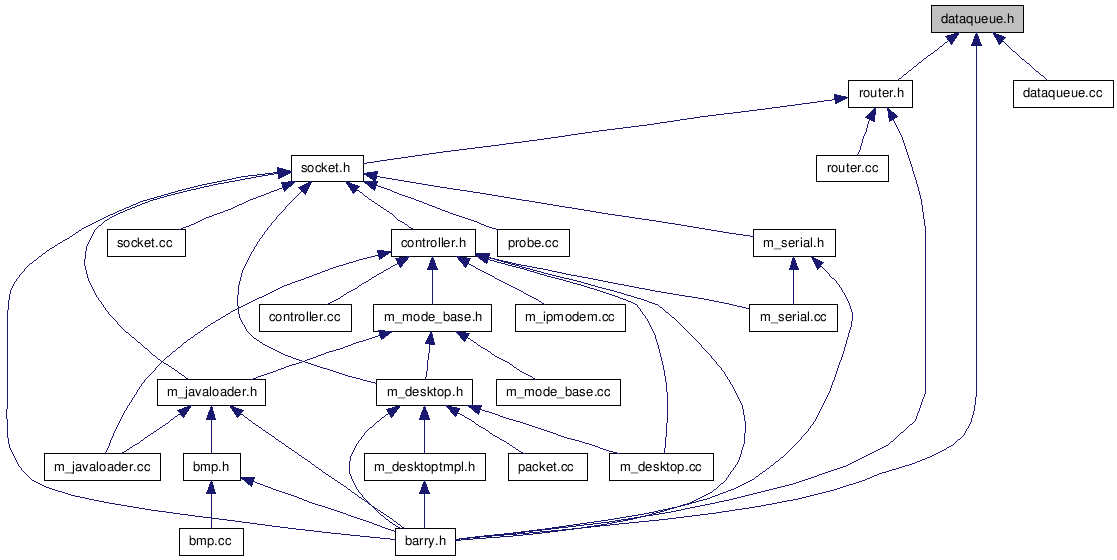 dataqueue.h
router.h
dataqueue.cc
socket.h
router.cc
socket.cc
controller.h
probe.cc
m_serial.h
controller.cc
m_mode_base.h
m_ipmodem.cc
m_serial.cc
m_javaloader.h
m_desktop.h
m_mode_base.cc
m_javaloader.cc
bmp.h
m_desktoptmpl.h
packet.cc
m_desktop.cc
bmp.cc
barry.h